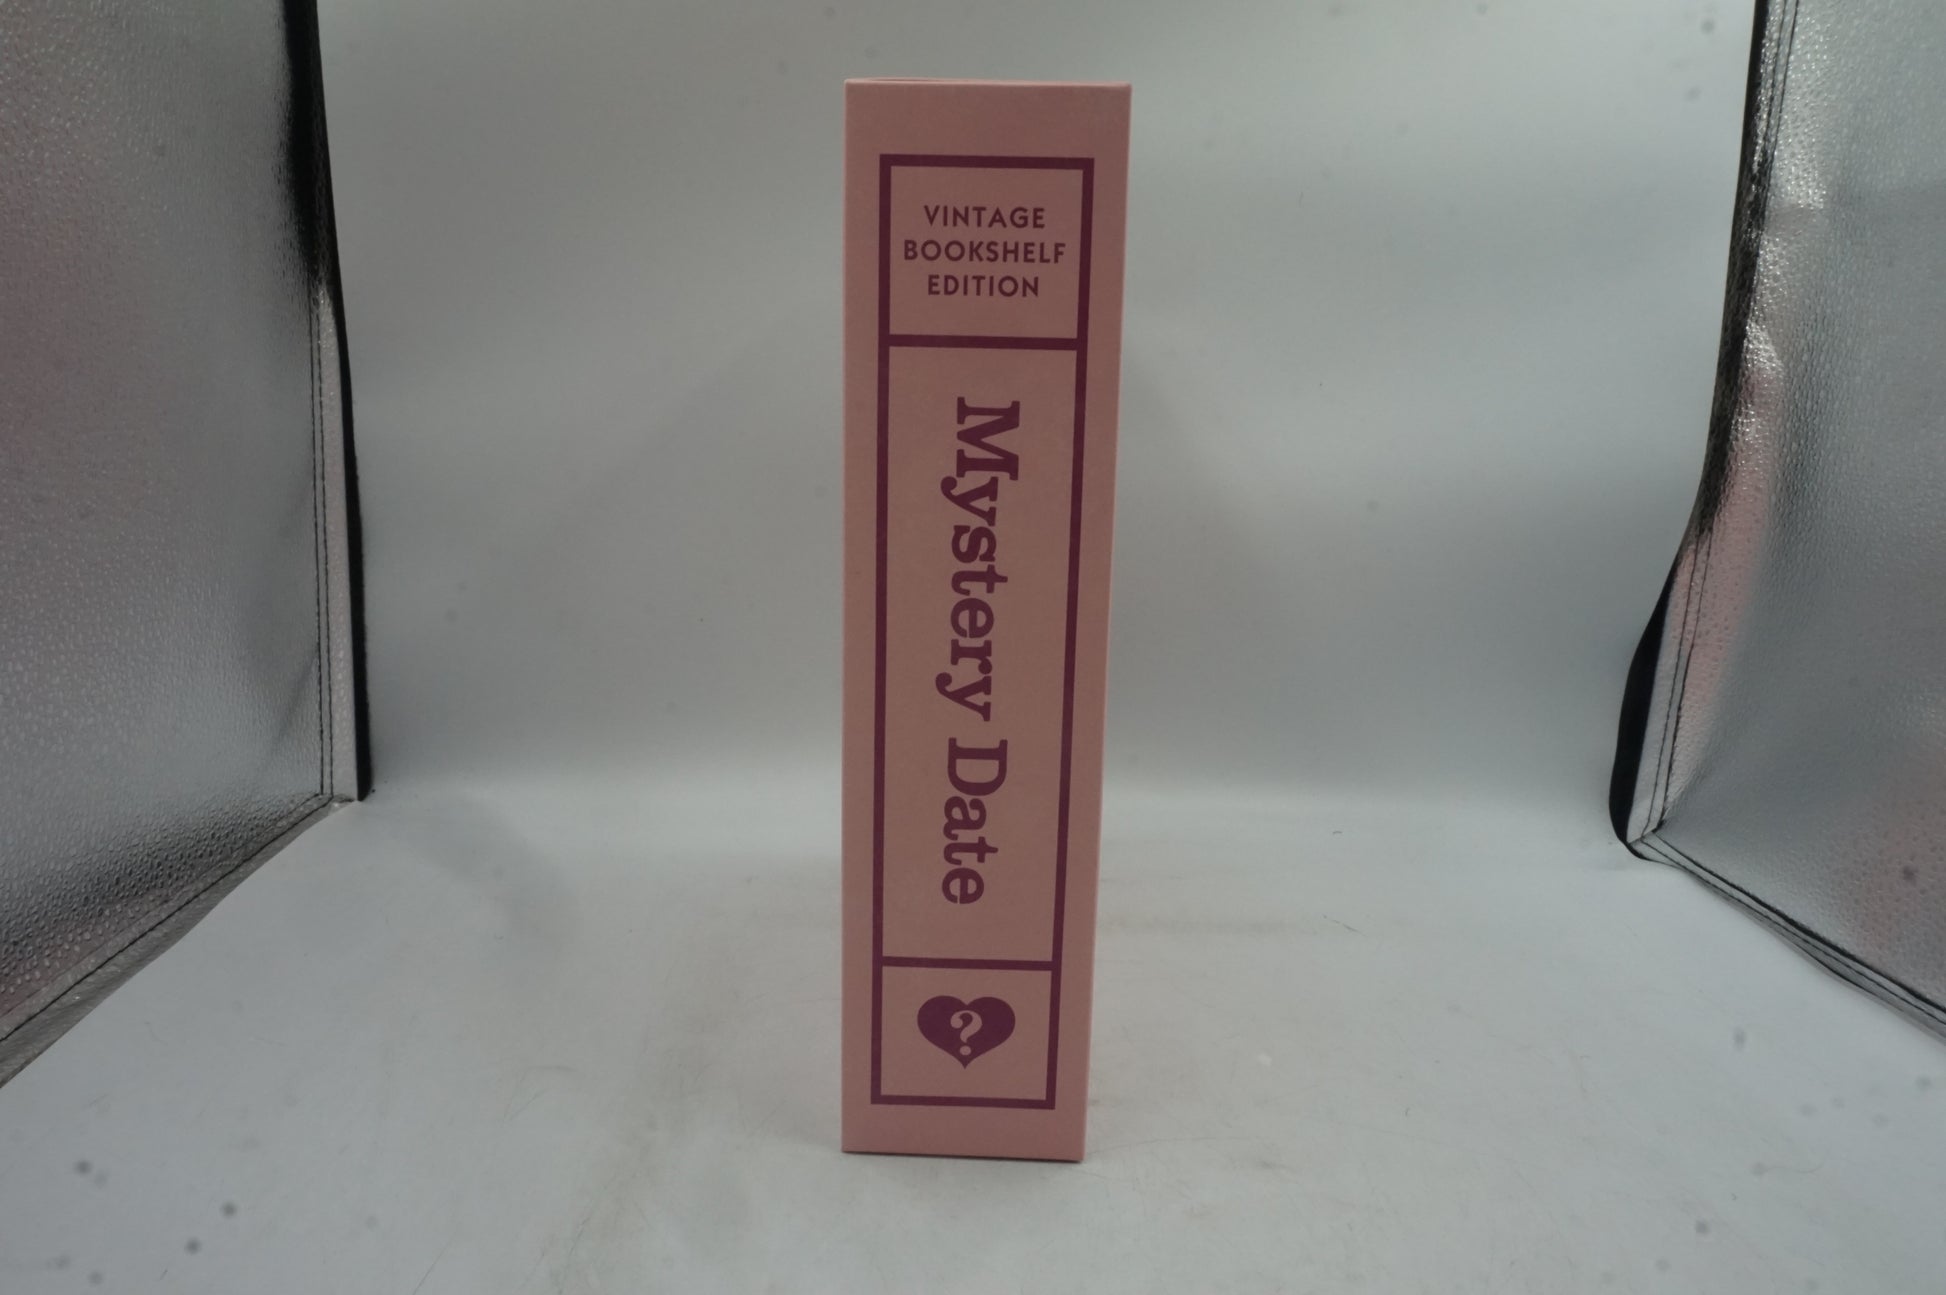 VINTAGE
BOOKSHELF
EDITION
Mystery Date
?